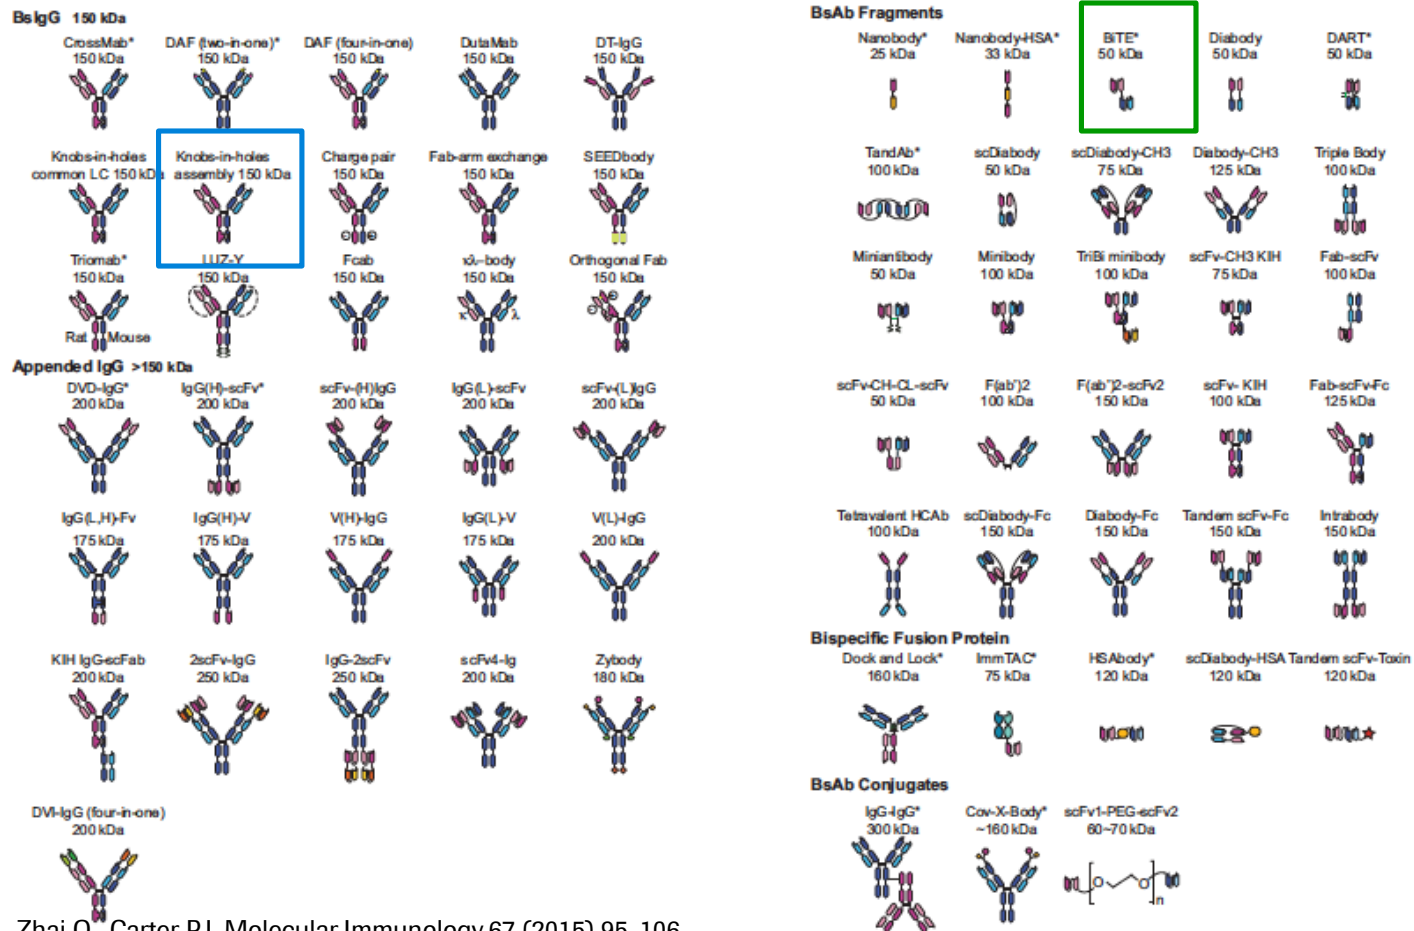 BsIgG 150 kDa
CrossMab* DAF (two-in-one)* DAF (four-in-one) DutaMab DT-IgG
150 kDa 150 kDa 150 kDa 150 kDa 150 kDa
Knobs-in-holes Knobs-in-holes Charge pair Fab-arm exchange SEEDbody
common LC 150 kDa assembly 150 kDa 150 kDa 150 kDa 150 kDa
Triomab* LUZ-Y Fcab κλ-body Orthogonal Fab
150 kDa 150 kDa 150 kDa 150 kDa 150 kDa
κ λ
Rat Mouse
Appended IgG >150 kDa
DVD-IgG* IgG(H)-scFv* scFv-(H)IgG IgG(L)-scFv scFv-(L)IgG
200 kDa 200 kDa 200 kDa 200 kDa 200 kDa
IgG(L,H)-Fv IgG(H)-V V(H)-IgG IgG(L)-V V(L)-IgG
175 kDa 175 kDa 175 kDa 175 kDa 200 kDa
KIH IgG-scFab 2scFv-IgG IgG-2scFv scFv4-Ig Zybody
200 kDa 250 kDa 250 kDa 200 kDa 180 kDa
DVI-IgG (four-in-one)
200 kDa
BsAb Fragments
Nanobody* Nanobody-HSA* BiTE* Diabody DART*
25 kDa 33 kDa 50 kDa 50 kDa 50 kDa
TandAb* scDiabody scDiabody-CH3 Diabody-CH3 Triple Body
100 kDa 50 kDa 75 kDa 125 kDa 100 kDa
Miniantibody Minibody TriBi minibody scFv-CH3 KIH Fab-scFv
50 kDa 100 kDa 100 kDa 75 kDa 100 kDa
scFv-CH-CL-scFv F(ab')2 F(ab')2-scFv2 scFv- KIH Fab-scFv-Fc
50 kDa 100 kDa 150 kDa 100 kDa 125 kDa
Tetravalent HCAb scDiabody-Fc Diabody-Fc Tandem scFv-Fc Intrabody
100 kDa 150 kDa 150 kDa 150 kDa 150 kDa
Bispecific Fusion Protein
Dock and Lock* ImmTAC* HSAbody* scDiabody-HSA Tandem scFv-Toxin
160 kDa 75 kDa 120 kDa 120 kDa 120 kDa
BsAb Conjugates
IgG-IgG* Cov-X-Body* scFv1-PEG-scFv2
300 kDa ~160 kDa 60~70 kDa
O O n
Zhai Q., Carter P.J. Molecular Immunology 67 (2015) 95-106